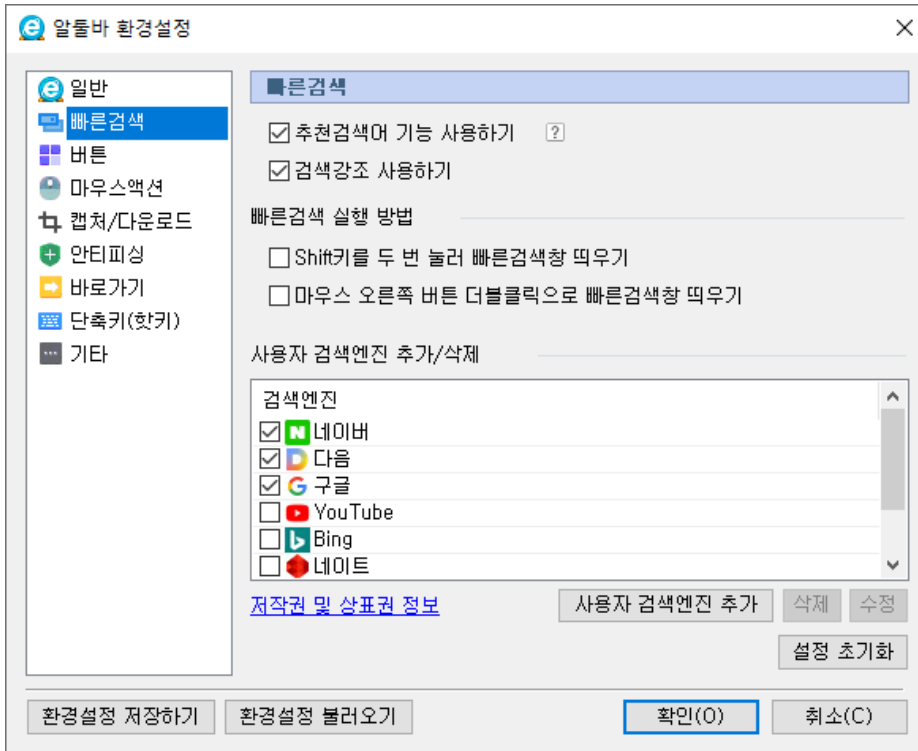 알툴바 환경설정
일반
빠른검색
버튼
마우스액션
캡처/다운로드
안티피싱
바로가기
단축키(핫키)
기타
빠른검색
추천검색어 기능 사용하기 ?
검색강조 사용하기
빠른검색 실행 방법
Shift키를 두 번 눌러 빠른검색창 띄우기
마우스 오른쪽 버튼 더블클릭으로 빠른검색창 띄우기
사용자 검색엔진 추가/삭제
검색엔진
네이버
다음
구글
YouTube
Bing
네이트
저작권 및 상표권 정보
사용자 검색엔진 추가
삭제
수정
설정 초기화
환경설정 저장하기
환경설정 불러오기
확인(O)
취소(C)